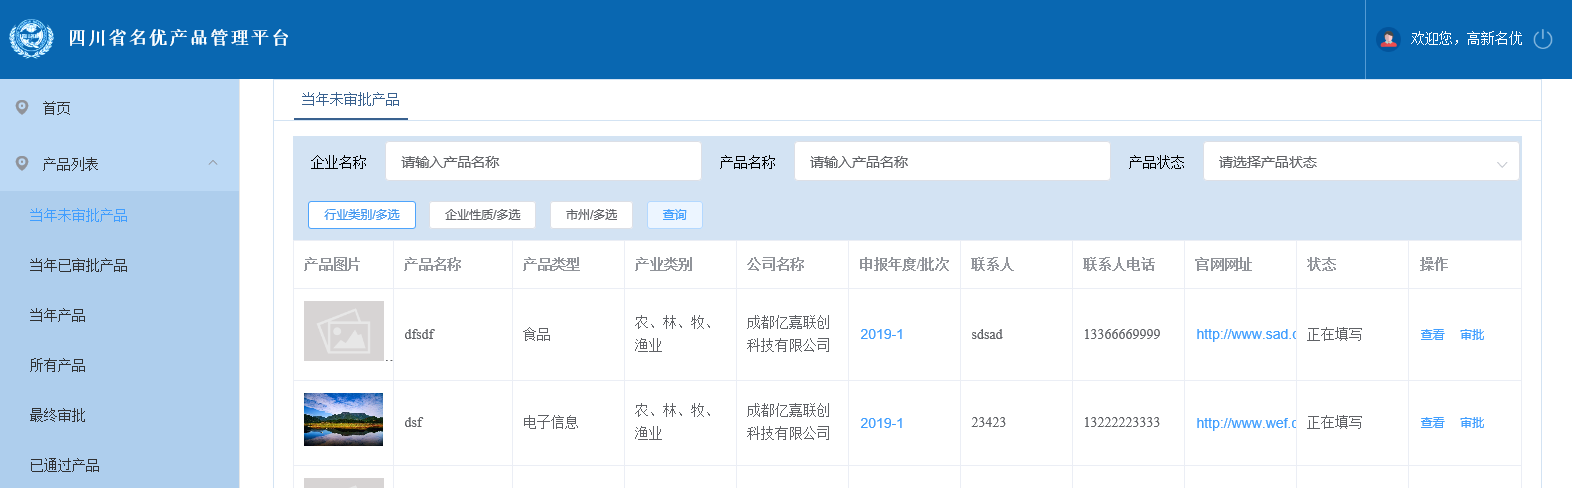 四川省名优产品管理平台
欢迎您，高新名优
首页
产品列表
当年未审批产品
当年已审批产品
当年产品
所有产品
最终审批
已通过产品
当年未审批产品
企业名称 请输入产品名称 产品名称 请输入产品名称 产品状态 请选择产品状态
行业类别/多选 企业性质/多选 市州/多选 查询
产品图片 产品名称 产品类型 产业类别 公司名称 申报年度/批次 联系人 联系人电话 官网网址 状态 操作
dfsdf 食品 农、林、牧、渔业 成都亿嘉联创科技有限公司 2019-1 sdsad 13366669999 http://www.sad.c 正在填写 查看 审批
dsf 电子信息 农、林、牧、渔业 成都亿嘉联创科技有限公司 2019-1 23423 13222223333 http://www.wef.c 正在填写 查看 审批